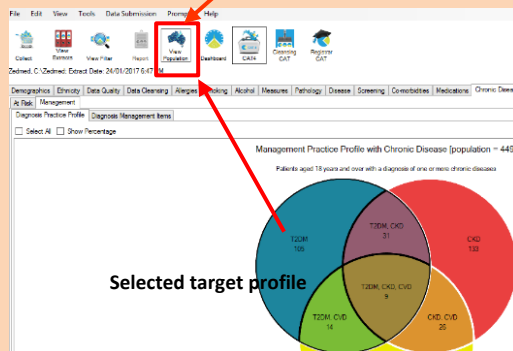 File Edit View Tools Data Submission Prompt Help
Collect View Extracts View Filter Report View Population Dashboard CAT4 Cleansing CAT Registrar CAT
Zedmed, C:\Zedmed: Extract Date: 24/01/2017 6:47 M
Demographics Ethnicity Data Quality Data Cleansing Allergies Smoking Alcohol Measures Pathology Disease Screening Co-morbidities Medications Chronic Disea
At Risk Management
Diagnosis Practice Profile Diagnosis Management Items
Select All Show Percentage
Management Practice Profile with Chronic Disease [population = 449
Patients aged 18 years and over with a diagnosis of one or more chronic diseases
T2DM, CKD
31
T2DM
105
CKD
133
Selected target profile
T2DM, CKD, CVD
9
T2DM, CVD
14
CKD, CVD